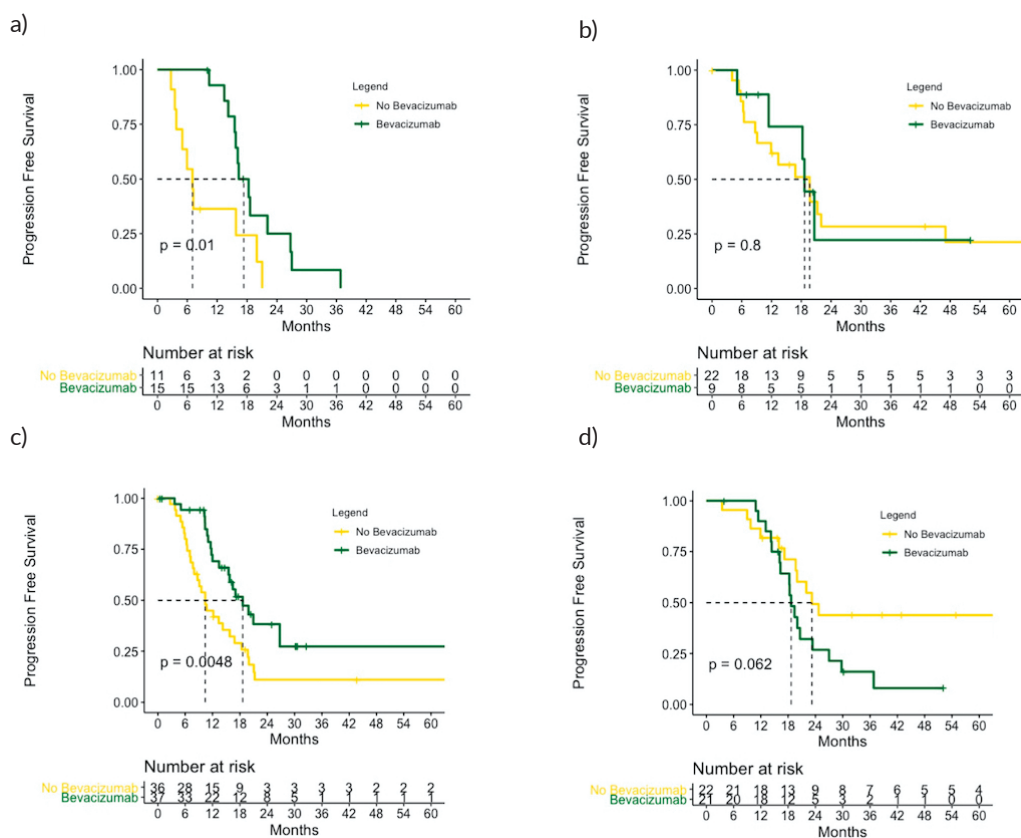 a)
1.00
0.75
0.50
0.25
0.00
Progression Free Survival
Legend
No Bevacizumab
Bevacizumab
p = 0.01
0 6 12 18 24 30 36 42 48 54 60
Months
Number at risk
No Bevacizumab 11 6 3 2 0 0 0 0 0 0 0
Bevacizumab 15 15 13 6 3 1 1 0 0 0 0
0 6 12 18 24 30 36 42 48 54 60
Months
b)
1.00
0.75
0.50
0.25
0.00
Progression Free Survival
Legend
No Bevacizumab
Bevacizumab
p = 0.8
0 6 12 18 24 30 36 42 48 54 60
Months
Number at risk
No Bevacizumab 22 18 13 9 5 5 5 5 3 3 3
Bevacizumab 9 8 5 5 1 1 1 1 1 0 0
0 6 12 18 24 30 36 42 48 54 60
Months
c)
1.00
0.75
0.50
0.25
0.00
Progression Free Survival
Legend
No Bevacizumab
Bevacizumab
p = 0.0048
0 6 12 18 24 30 36 42 48 54 60
Months
Number at risk
No Bevacizumab 36 28 15 9 3 3 3 3 2 2 2
Bevacizumab 37 33 22 12 8 5 1 1 1 1 1
0 6 12 18 24 30 36 42 48 54 60
Months
d)
1.00
0.75
0.50
0.25
0.00
Progression Free Survival
Legend
No Bevacizumab
Bevacizumab
p = 0.062
0 6 12 18 24 30 36 42 48 54 60
Months
Number at risk
No Bevacizumab 22 21 18 13 9 8 7 6 5 5 4
Bevacizumab 21 20 18 12 5 3 2 1 1 0 0
0 6 12 18 24 30 36 42 48 54 60
Months